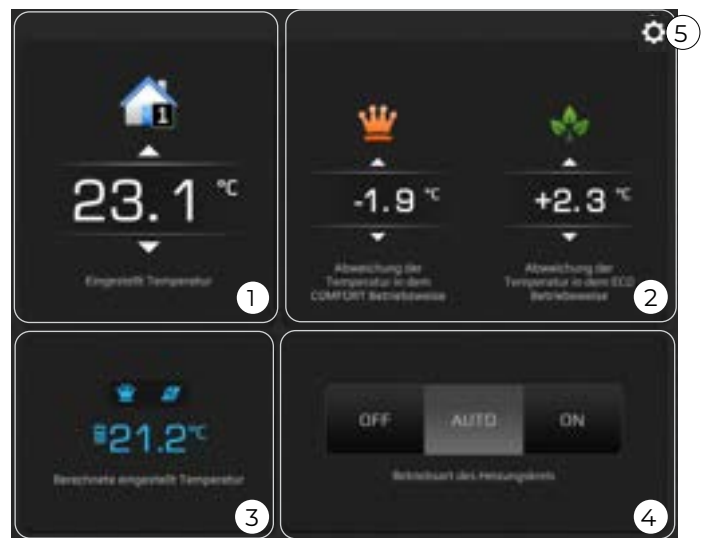 1
23.1 °C
Eingestellt Temperatur
1
5
-1.9 °C
Abweichung der
Temperatur in dem
COMFORT Betriebsweise
+2.3 °C
Abweichung der
Temperatur in dem ECO
Betriebsweise
2
21.2°C
Berechnete eingestellt Temperatur
3
OFF
AUTO
ON
Betriebsart des Heizungskreis
4